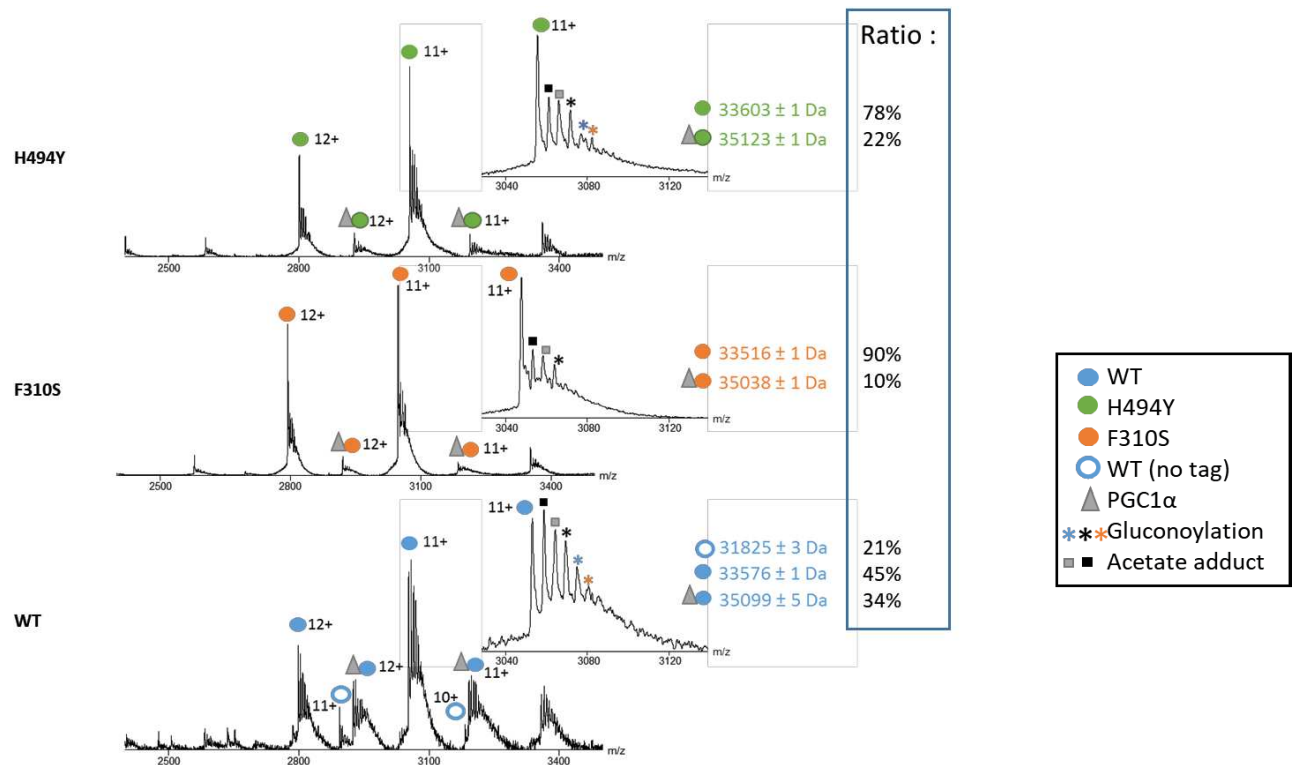 Ratio :
H494Y
12+
12+
11+
11+
11+
3040
3080
3120
m/z
33603 ± 1 Da
78%
35123 ± 1 Da
22%
2500
2800
3100
3400
m/z
F310S
12+
12+
11+
11+
11+
3040
3080
3120
m/z
33516 ± 1 Da
90%
35038 ± 1 Da
10%
2500
2800
3100
3400
m/z
WT
12+
11+
12+
11+
10+
11+
11+
3040
3080
3120
m/z
31825 ± 3 Da
21%
33576 ± 1 Da
45%
35099 ± 5 Da
34%
2500
2800
3100
3400
m/z
WT
H494Y
F310S
WT (no tag)
PGC1α
***Gluconoylation
Acetate adduct